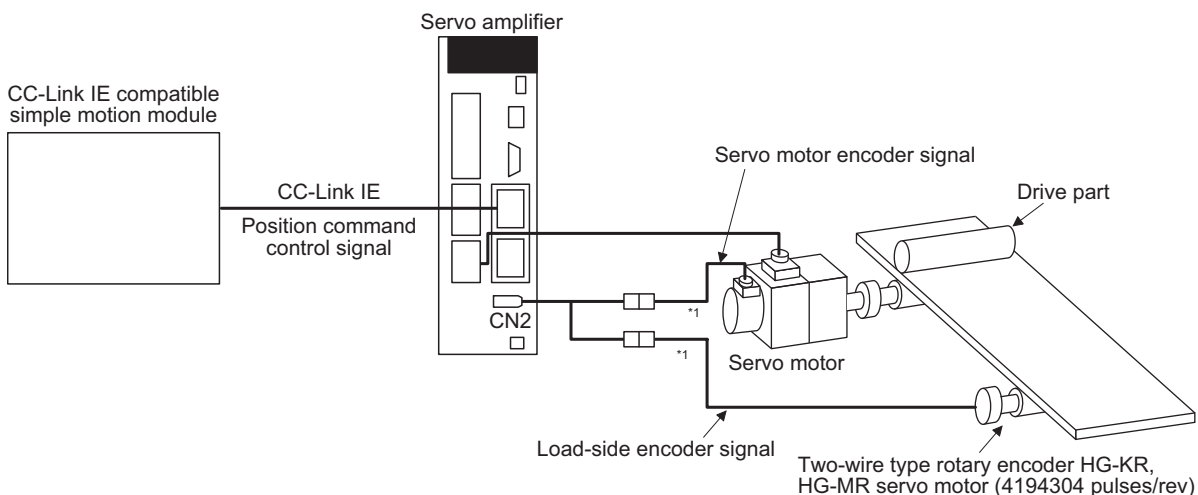 Servo amplifier
CC-Link IE compatible
simple motion module
Servo motor encoder signal
CC-Link IE
Drive part
Position command
control signal
*1
CN2
*1
Servo motor
Load-side encoder signal
Two-wire type rotary encoder HG-KR,
HG-MR servo motor (4194304 pulses/rev)